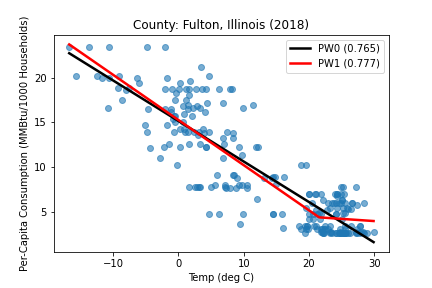 County: Fulton, Illinois (2018)
PW0 (0.765)
PW1 (0.777)
Per-Capita Consumption (MMBtu/1000 Households)
20
15
10
5
−10
0
10
20
30
Temp (deg C)